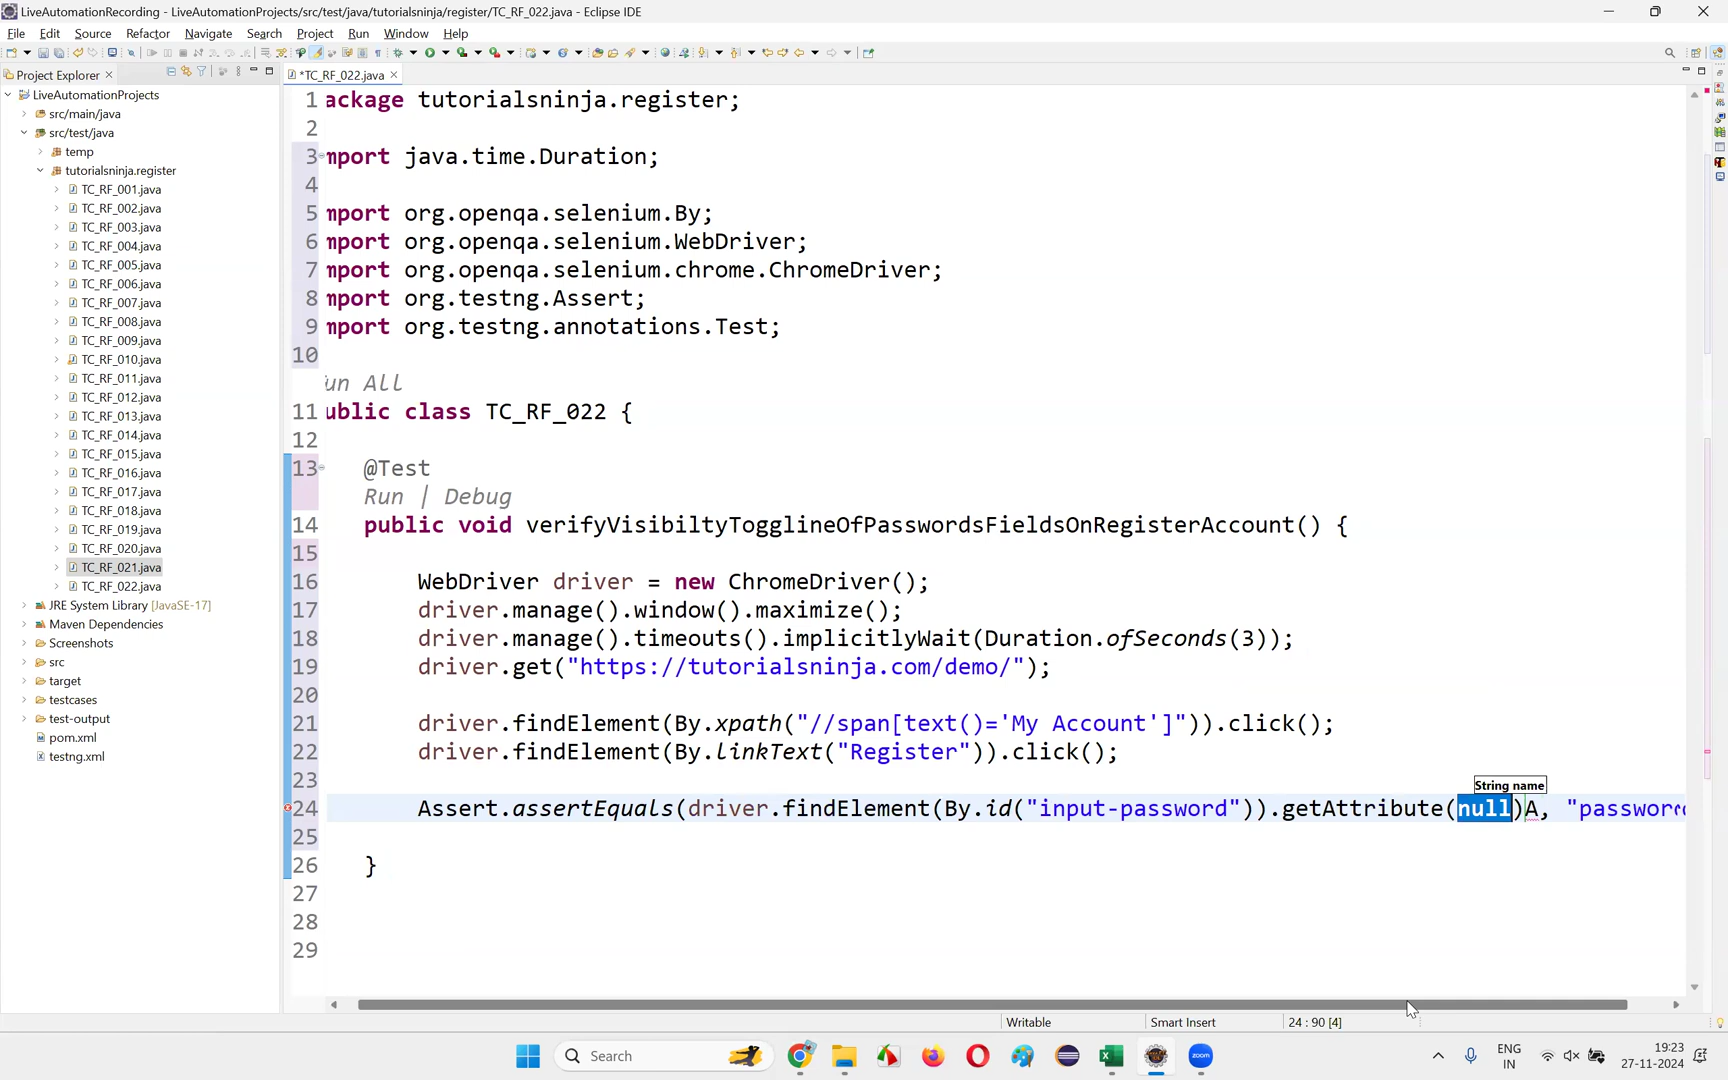 LiveAutomationRecording - LiveAutomationProjects/src/test/java/tutorialsninja/register/TC_RF_022.java - Eclipse IDE
File Edit Source Refactor Navigate Search Project Run Window Help
Project Explorer
*TC_RF_022.java
LiveAutomationProjects
src/main/java
src/test/java
temp
tutorialsninja.register
TC_RF_001.java
TC_RF_002.java
TC_RF_003.java
TC_RF_004.java
TC_RF_005.java
TC_RF_006.java
TC_RF_007.java
TC_RF_008.java
TC_RF_009.java
TC_RF_010.java
TC_RF_011.java
TC_RF_012.java
TC_RF_013.java
TC_RF_014.java
TC_RF_015.java
TC_RF_016.java
TC_RF_017.java
TC_RF_018.java
TC_RF_019.java
TC_RF_020.java
TC_RF_021.java
TC_RF_022.java
JRE System Library [JavaSE-17]
Maven Dependencies
Screenshots
src
target
testcases
test-output
pom.xml
testng.xml
1 ackage tutorialsninja.register;
2
3 mport java.time.Duration;
4
5 mport org.openqa.selenium.By;
6 mport org.openqa.selenium.WebDriver;
7 mport org.openqa.selenium.chrome.ChromeDriver;
8 mport org.testng.Assert;
9 mport org.testng.annotations.Test;
10
un All
11 ublic class TC_RF_022 {
12
13 @Test
Run | Debug
14 public void verifyVisibiltyTogglineOfPasswordsFieldsOnRegisterAccount() {
15
16 WebDriver driver = new ChromeDriver();
17 driver.manage().window().maximize();
18 driver.manage().timeouts().implicitlyWait(Duration.ofSeconds(3));
19 driver.get("https://tutorialsninja.com/demo/");
20
21 driver.findElement(By.xpath("//span[text()='My Account']")).click();
22 driver.findElement(By.linkText("Register")).click();
23
String name
24 Assert.assertEquals(driver.findElement(By.id("input-password")).getAttribute(null)A, "password
25
26 }
27
28
29
Writable Smart Insert 24 : 90 [4]
Search
zoom
ENG
IN
19:23
27-11-2024